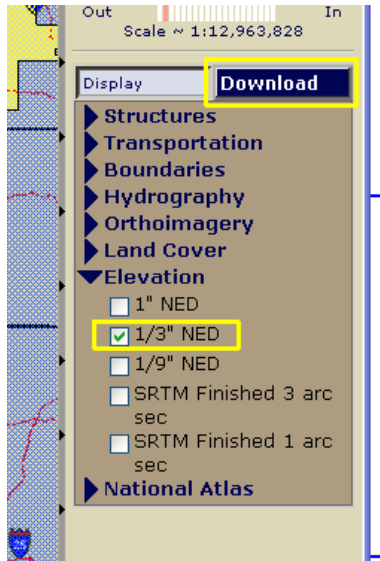 Out In
Scale ~ 1:12,963,828
Display Download
Structures
Transportation
Boundaries
Hydrography
Orthoimagery
Land Cover
Elevation
1" NED
1/3" NED
1/9" NED
SRTM Finished 3 arc
sec
SRTM Finished 1 arc
sec
National Atlas
25